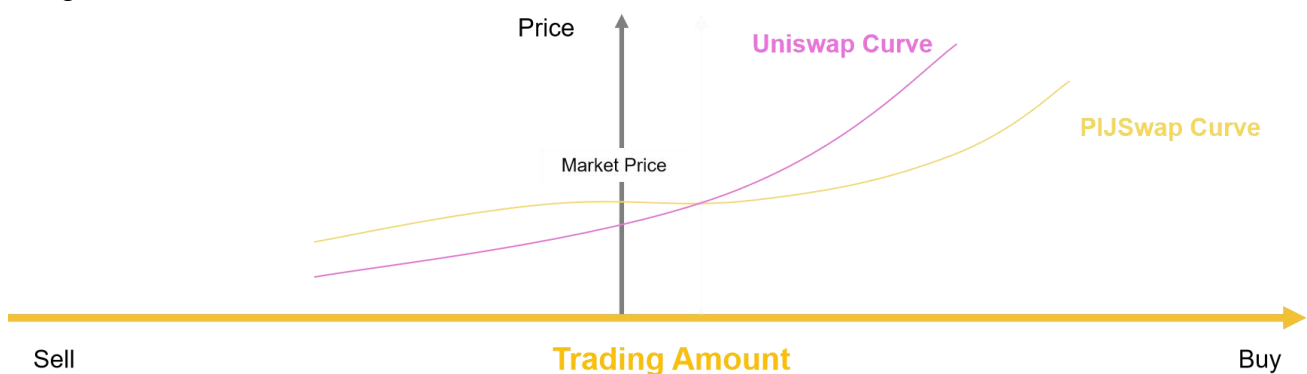 Price
Uniswap Curve
PIJSwap Curve
Market Price
Sell
Trading Amount
Buy